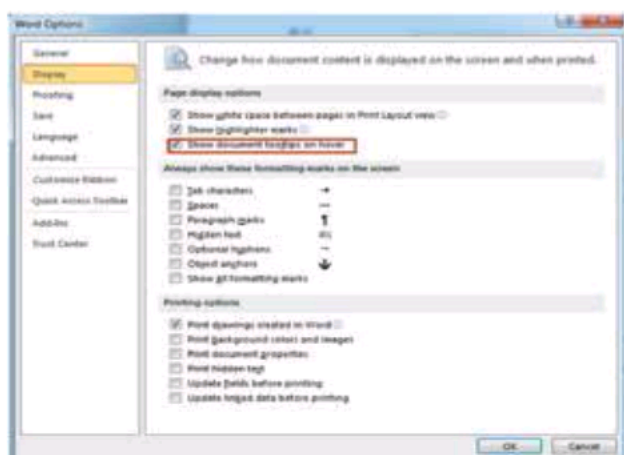 Word Options
General
Display
Proofing
Save
Language
Advanced
Customize Ribbon
Quick Access Toolbar
Add-Ins
Trust Center
Change how document content is displayed on the screen and when printed.
Page display options
Show white space between pages in Print Layout view
Show highlighter marks
Show document tooltips on hover
Always show these formatting marks on the screen
Tab characters →
Spaces ···
Paragraph marks ¶
Hidden text abc
Optional hyphens ¬
Object anchors
Show all formatting marks
Printing options
Print drawings created in Word
Print background colors and images
Print document properties
Print hidden text
Update fields before printing
Update linked data before printing
OK Cancel